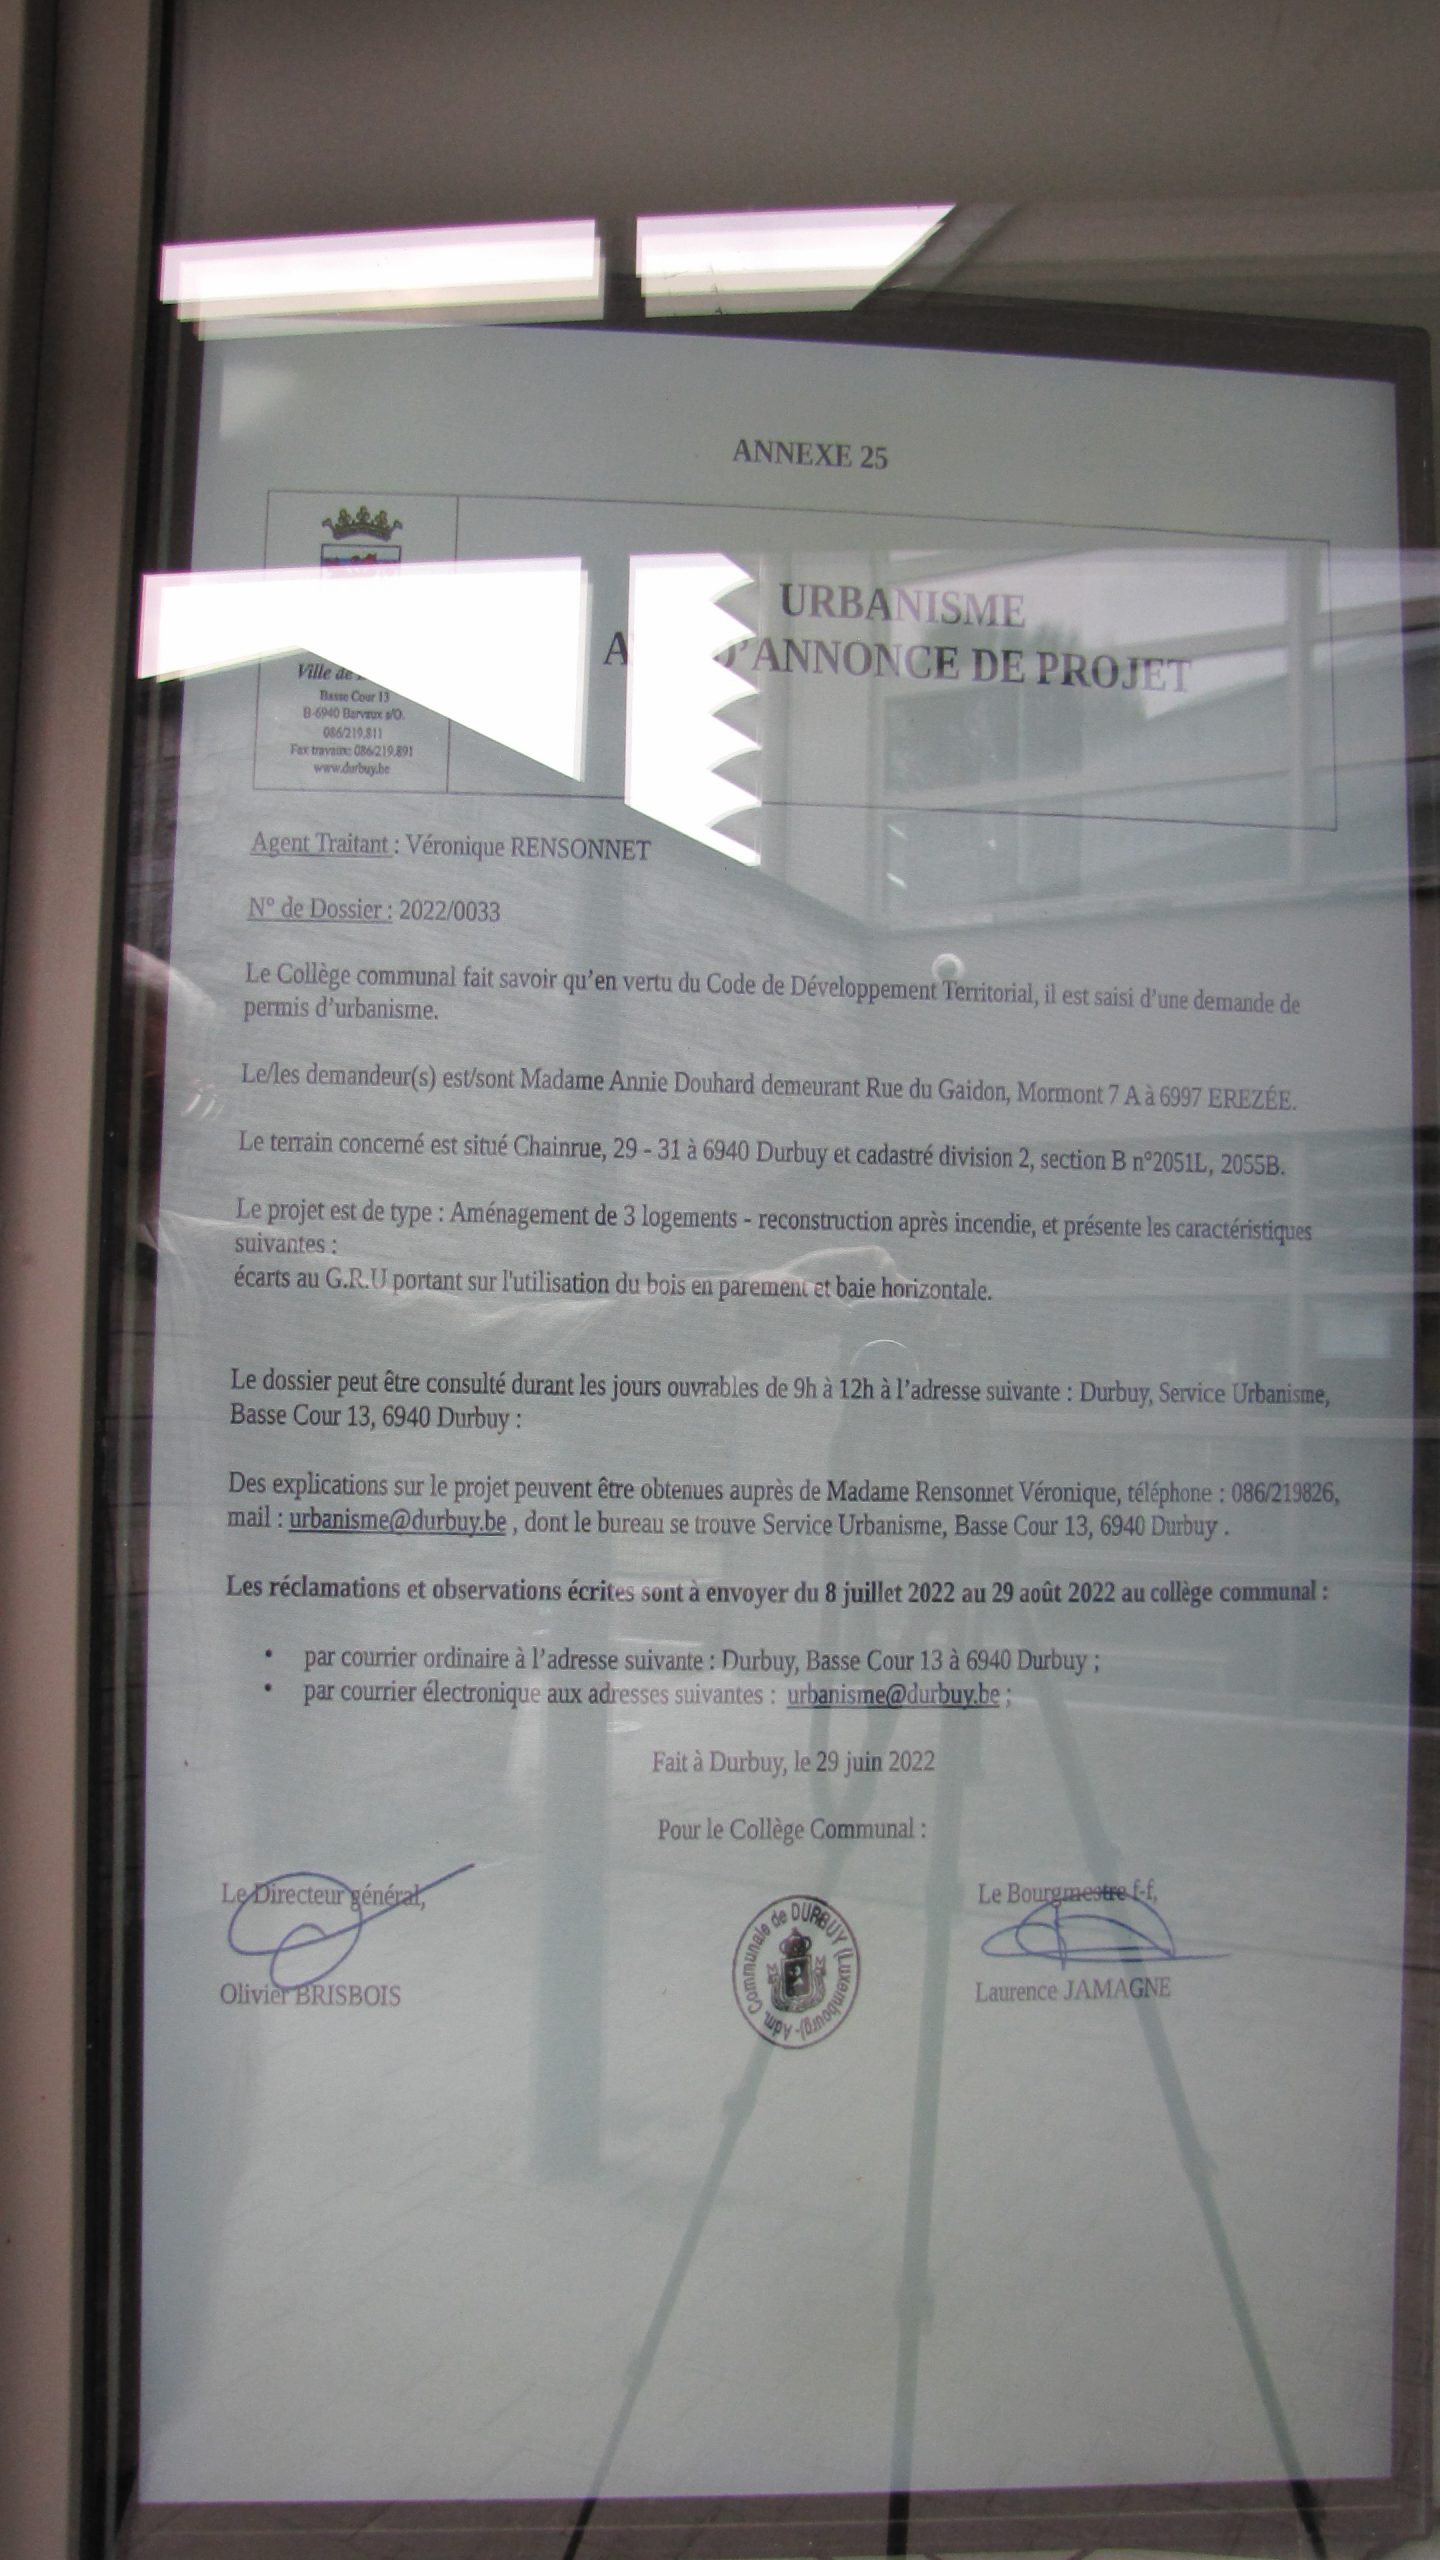 ANNEXE 25
URBANISME
D'ANNONCE DE PROJET
Ville de
Basse Cour 13
B-6940 Barvaux s/O.
086/219.811
Fax travaux: 086/219.891
www.durbuy.be
Agent Traitant : Véronique RENSONNET
N° de Dossier : 2022/0033
Le Collège communal fait savoir qu'en vertu du Code de Développement Territorial, il est saisi d'une demande de
permis d'urbanisme.
Le/les demandeur(s) est/sont Madame Annie Douhard demeurant Rue du Gaidon, Mormont 7 A à 6997 EREZÉE.
Le terrain concerné est situé Chainrue, 29 - 31 à 6940 Durbuy et cadastré division 2, section B n°2051L, 2055B.
Le projet est de type : Aménagement de 3 logements - reconstruction après incendie, et présente les caractéristiques
suivantes :
écarts au G.R.U portant sur l'utilisation du bois en parement et baie horizontale.
Le dossier peut être consulté durant les jours ouvrables de 9h à 12h à l'adresse suivante : Durbuy, Service Urbanisme,
Basse Cour 13, 6940 Durbuy :
Des explications sur le projet peuvent être obtenues auprès de Madame Rensonnet Véronique, téléphone : 086/219826,
mail : urbanisme@durbuy.be , dont le bureau se trouve Service Urbanisme, Basse Cour 13, 6940 Durbuy .
Les réclamations et observations écrites sont à envoyer du 8 juillet 2022 au 29 août 2022 au collège communal :
• par courrier ordinaire à l'adresse suivante : Durbuy, Basse Cour 13 à 6940 Durbuy ;
• par courrier électronique aux adresses suivantes : urbanisme@durbuy.be ;
Fait à Durbuy, le 29 juin 2022
Pour le Collège Communal :
Le Directeur général,
Le Bourgmestre f-f,
Adm. Communale de DURBUY (Luxembourg)-
Olivier BRISBOIS
Laurence JAMAGNE